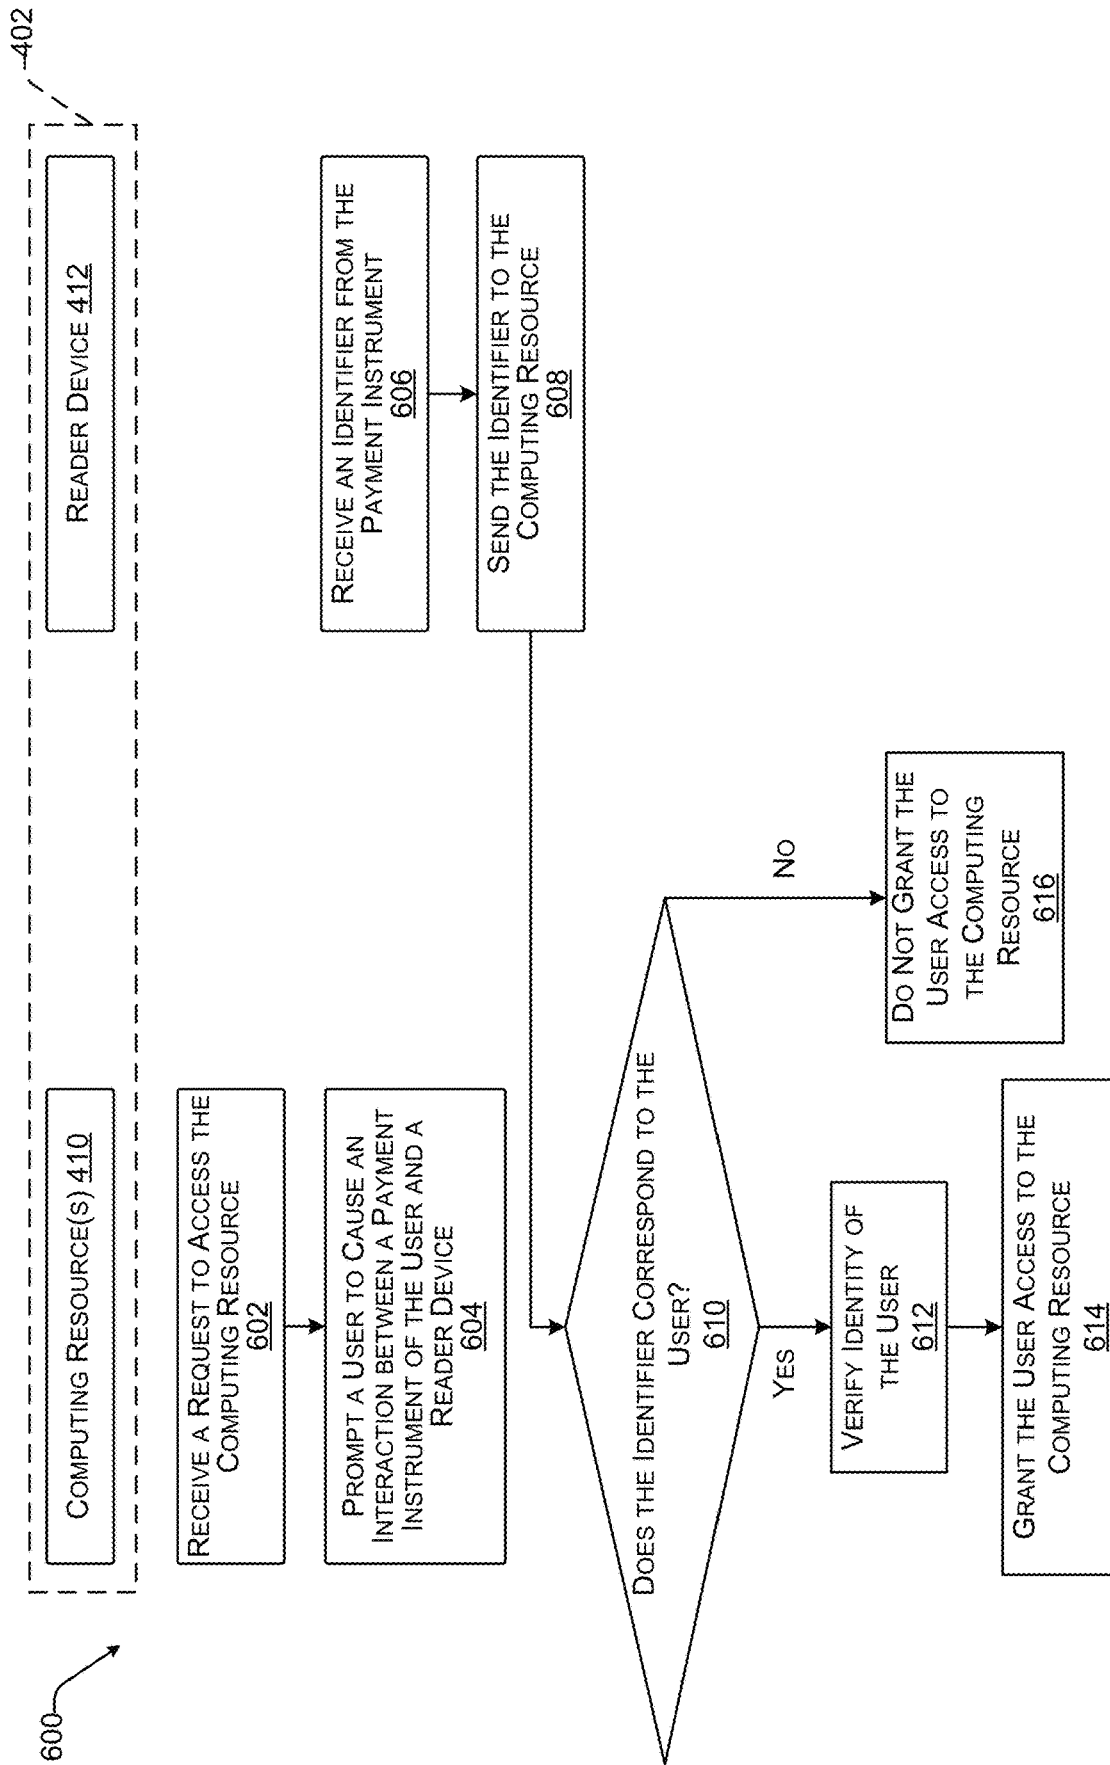 600
402
COMPUTING RESOURCE(S) 410
READER DEVICE 412
RECEIVE A REQUEST TO ACCESS THE
COMPUTING RESOURCE
602
PROMPT A USER TO CAUSE AN
INTERACTION BETWEEN A PAYMENT
INSTRUMENT OF THE USER AND A
READER DEVICE
604
RECEIVE AN IDENTIFIER FROM THE
PAYMENT INSTRUMENT
606
SEND THE IDENTIFIER TO THE
COMPUTING RESOURCE
608
DOES THE IDENTIFIER CORRESPOND TO THE
USER?
610
YES
NO
VERIFY IDENTITY OF
THE USER
612
DO NOT GRANT THE
USER ACCESS TO
THE COMPUTING
RESOURCE
616
GRANT THE USER ACCESS TO THE
COMPUTING RESOURCE
614